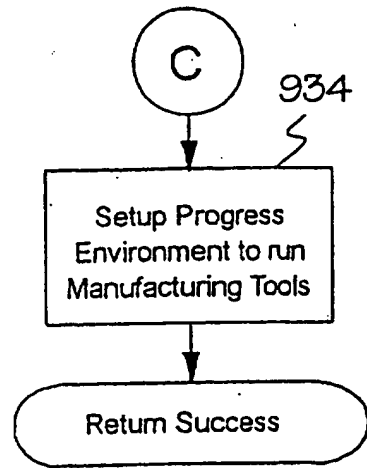 C
934
Setup Progress
Environment to run
Manufacturing Tools
Return Success